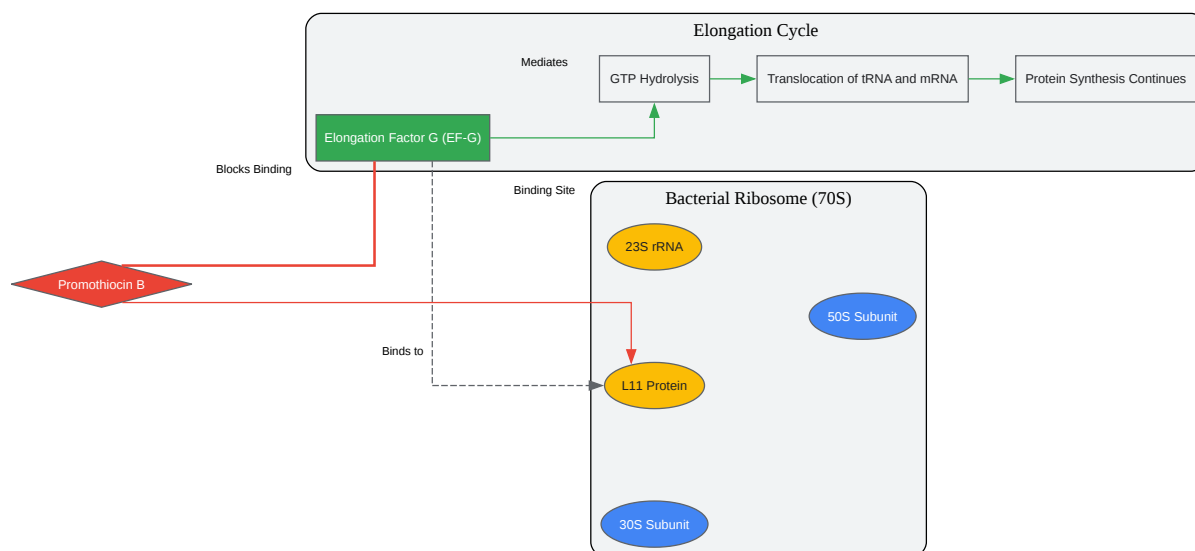 Elongation Cycle
Mediates
GTP Hydrolysis
Translocation of tRNA and mRNA
Protein Synthesis Continues
Elongation Factor G (EF-G)
Blocks Binding
Binding Site
Bacterial Ribosome (70S)
23S rRNA
Promothiocin B
50S Subunit
Binds to
L11 Protein
30S Subunit